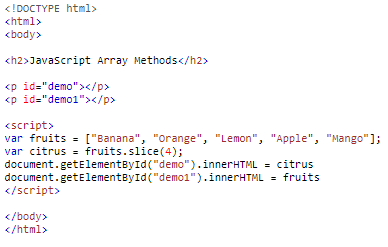 <!DOCTYPE html>
<html>
<body>
<h2>JavaScript Array Methods</h2>
<p id="demo"></p>
<p id="demo1"></p>
<script>
var fruits = ["Banana", "Orange", "Lemon", "Apple", "Mango"];
var citrus = fruits.slice(4);
document.getElementById("demo").innerHTML = citrus
document.getElementById("demo1").innerHTML = fruits
</script>
</body>
</html>